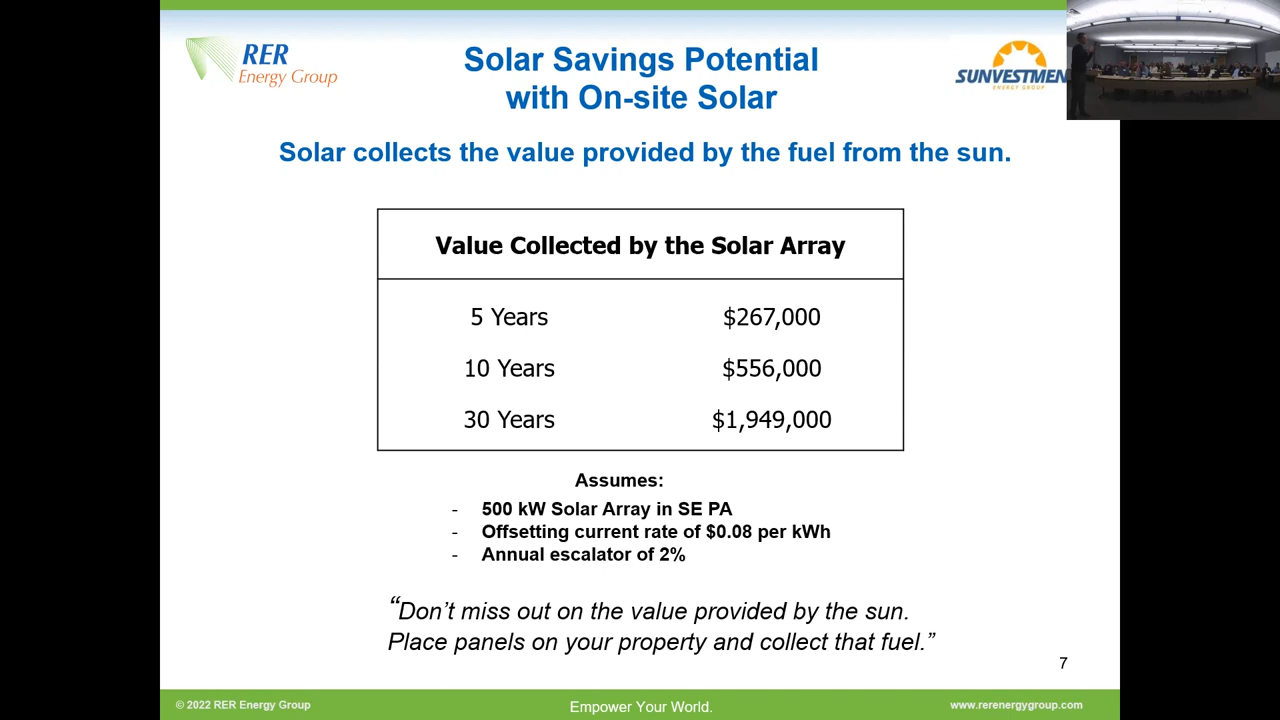 RER
Energy Group
Solar Savings Potential
with On-site Solar
SUNVESTMEN
ENERGY GROUP
Solar collects the value provided by the fuel from the sun.
Value Collected by the Solar Array
5 Years $267,000
10 Years $556,000
30 Years $1,949,000
Assumes:
- 500 kW Solar Array in SE PA
- Offsetting current rate of $0.08 per kWh
- Annual escalator of 2%
“Don’t miss out on the value provided by the sun.
Place panels on your property and collect that fuel.”
7
© 2022 RER Energy Group Empower Your World. www.rerenergygroup.com